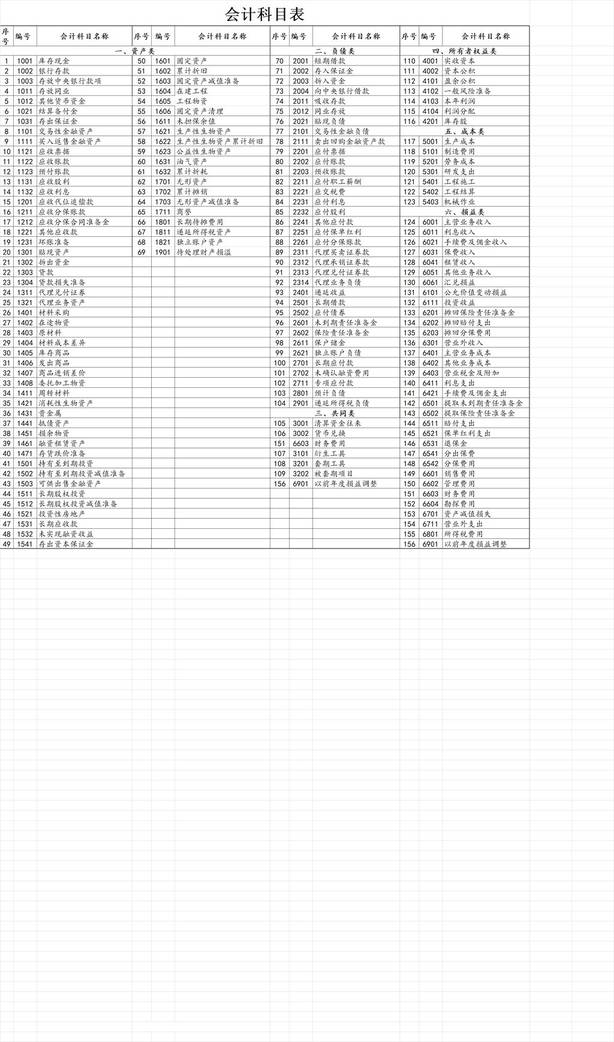 会计科目表
序号 编号 会计科目名称 序号 编号 会计科目名称 序号 编号 会计科目名称 序号 编号 会计科目名称
一、资产类 二、负债类 四、所有者权益类
1 1001 库存现金 50 1601 固定资产 70 2001 短期借款 110 4001 实收资本
2 1002 银行存款 51 1602 累计折旧 71 2002 存入保证金 111 4002 资本公积
3 1003 存放中央银行款项 52 1603 固定资产减值准备 72 2003 拆入资金 112 4101 盈余公积
4 1011 存放同业 53 1604 在建工程 73 2004 向中央银行借款 113 4102 一般风险准备
5 1012 其他货币资金 54 1605 工程物资 74 2011 吸收存款 114 4103 本年利润
6 1021 结算备付金 55 1606 固定资产清理 75 2012 同业存放 115 4104 利润分配
7 1031 存出保证金 56 1611 未担保余值 76 2021 贴现负债 116 4201 库存股
8 1101 交易性金融资产 57 1621 生产性生物资产 77 2101 交易性金融负债 五、成本类
9 1111 买入返售金融资产 58 1622 生产性生物资产累计折旧 78 2111 卖出回购金融资产款 117 5001 生产成本
10 1121 应收票据 59 1623 公益性生物资产 79 2201 应付票据 118 5101 制造费用
11 1122 应收账款 60 1631 油气资产 80 2202 应付账款 119 5201 劳务成本
12 1123 预付账款 61 1632 累计折耗 81 2203 预收账款 120 5301 研发支出
13 1131 应收股利 62 1701 无形资产 82 2211 应付职工薪酬 121 5401 工程施工
14 1132 应收利息 63 1702 累计摊销 83 2221 应交税费 122 5402 工程结算
15 1201 应收代位追偿款 64 1703 无形资产减值准备 84 2231 应付利息 123 5403 机械作业
16 1211 应收分保账款 65 1711 商誉 85 2232 应付股利 六、损益类
17 1212 应收分保合同准备金 66 1801 长期待摊费用 86 2241 其他应付款 124 6001 主营业务收入
18 1221 其他应收款 67 1811 递延所得税资产 87 2251 应付保单红利 125 6011 利息收入
19 1231 坏账准备 68 1821 独立账户资产 88 2261 应付分保账款 126 6021 手续费及佣金收入
20 1301 贴现资产 69 1901 待处理财产损溢 89 2311 代理买卖证券款 127 6031 保费收入
21 1302 拆出资金 90 2312 代理承销证券款 128 6041 租赁收入
22 1303 贷款 91 2313 代理兑付证券款 129 6051 其他业务收入
23 1304 贷款损失准备 92 2314 代理业务负债 130 6061 汇兑损益
24 1311 代理兑付证券 93 2401 递延收益 131 6101 公允价值变动损益
25 1321 代理业务资产 94 2501 长期借款 132 6111 投资收益
26 1401 材料采购 95 2502 应付债券 133 6201 摊回保险责任准备金
27 1402 在途物资 96 2601 未到期责任准备金 134 6202 摊回赔付支出
28 1403 原材料 97 2602 保险责任准备金 135 6203 摊回分保费用
29 1404 材料成本差异 98 2611 保户储金 136 6301 营业外收入
30 1405 库存商品 99 2621 独立账户负债 137 6401 主营业务成本
31 1406 发出商品 100 2701 长期应付款 138 6402 其他业务成本
32 1407 商品进销差价 101 2702 未确认融资费用 139 6403 营业税金及附加
33 1408 委托加工物资 102 2711 专项应付款 140 6411 利息支出
34 1411 周转材料 103 2801 预计负债 141 6421 手续费及佣金支出
35 1421 消耗性生物资产 104 2901 递延所得税负债 142 6501 提取未到期责任准备金
36 1431 贵金属 三、共同类 143 6502 提取保险责任准备金
37 1441 抵债资产 105 3001 清算资金往来 144 6511 赔付支出
38 1451 损余物资 106 3002 货币兑换 145 6521 保单红利支出
39 1461 融资租赁资产 151 6603 财务费用 146 6531 退保金
40 1471 存货跌价准备 107 3101 衍生工具 147 6541 分出保费
41 1501 持有至到期投资 108 3201 套期工具 148 6542 分保费用
42 1502 持有至到期投资减值准备 109 3202 被套期项目 149 6601 销售费用
43 1503 可供出售金融资产 156 6901 以前年度损益调整 150 6602 管理费用
44 1511 长期股权投资 151 6603 财务费用
45 1512 长期股权投资减值准备 152 6604 勘探费用
46 1521 投资性房地产 153 6701 资产减值损失
47 1531 长期应收款 154 6711 营业外支出
48 1532 未实现融资收益 155 6801 所得税费用
49 1541 存出资本保证金 156 6901 以前年度损益调整